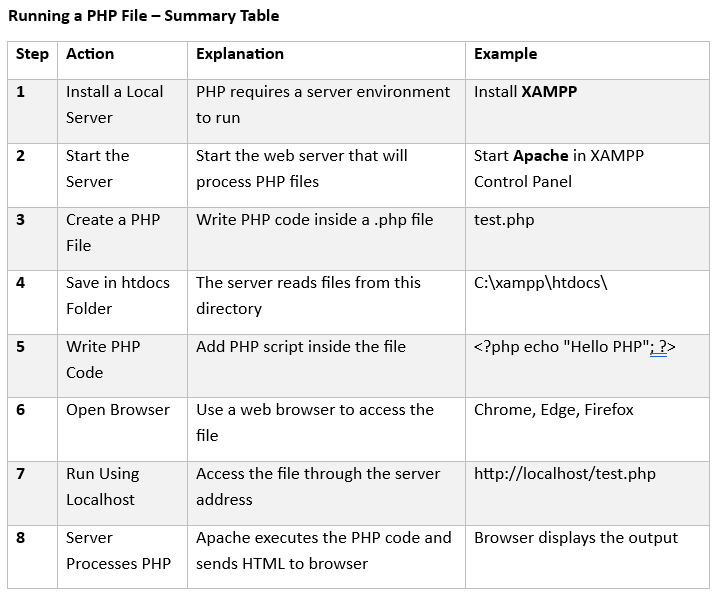 Running a PHP File – Summary Table
Step Action Explanation Example
1 Install a Local PHP requires a server environment Install XAMPP
Server to run
2 Start the Start the web server that will Start Apache in XAMPP
Server process PHP files Control Panel
3 Create a PHP Write PHP code inside a .php file test.php
File
4 Save in htdocs The server reads files from this C:\xampp\htdocs\
Folder directory
5 Write PHP Add PHP script inside the file <?php echo "Hello PHP"; ?>
Code
6 Open Browser Use a web browser to access the Chrome, Edge, Firefox
file
7 Run Using Access the file through the server http://localhost/test.php
Localhost address
8 Server Apache executes the PHP code and Browser displays the output
Processes PHP sends HTML to browser